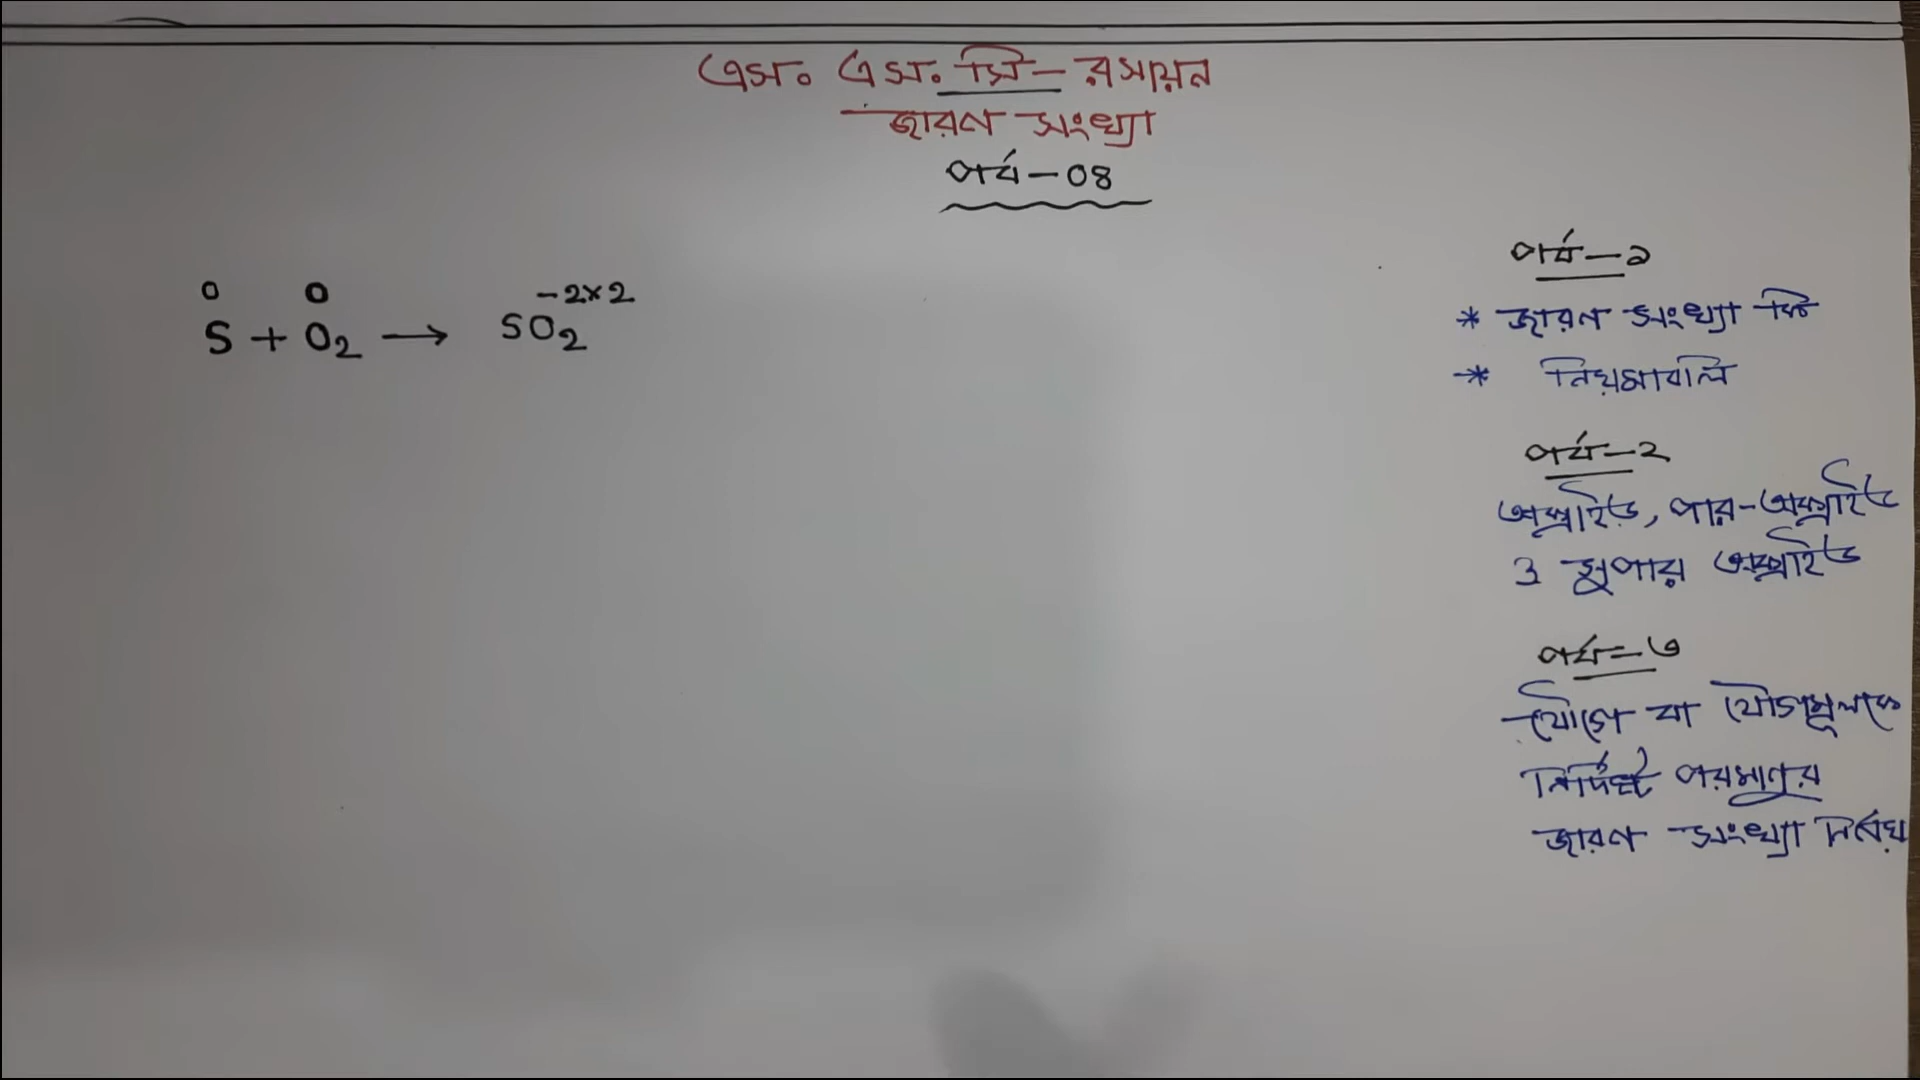 এস. এস. সি - রসায়ন
জারণ সংখ্যা
পর্ব - ০৪
0 0 -2×2
S + O₂ → SO₂
পর্ব - ১
* জারণ সংখ্যা কি
* নিয়মাবলি
পর্ব - ২
অক্সাইড, পার-অক্সাইড
ও সুপার অক্সাইড
পর্ব - ৩
যৌগে বা যৌগমূলকে
নির্দিষ্ট পরমাণুর
জারণ সংখ্যা নির্ণয়